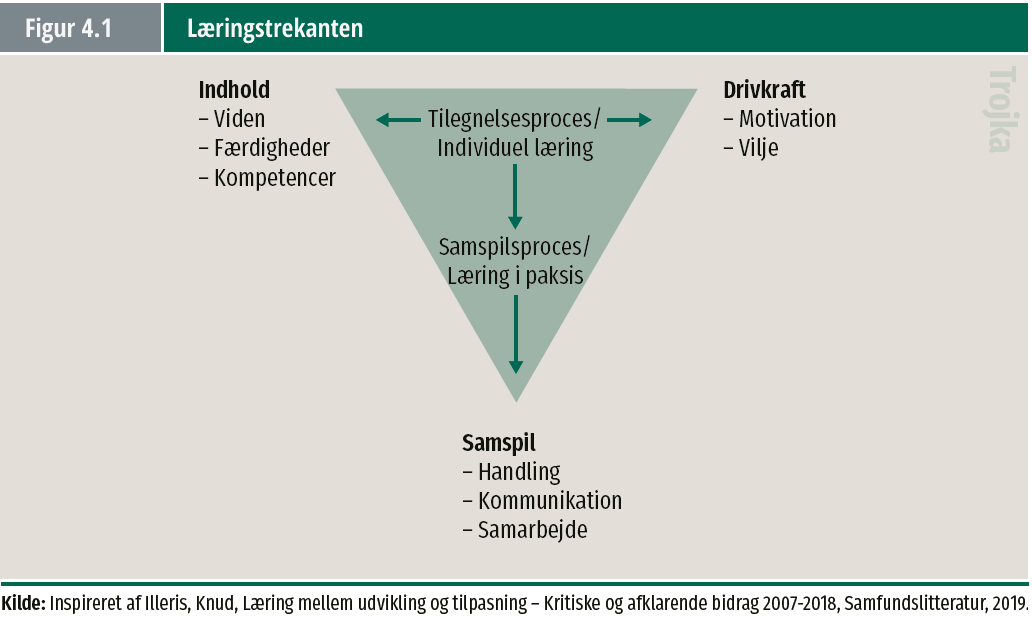 Figur 4.1
Læringstrekanten
Trojka
Indhold
– Viden
– Færdigheder
– Kompetencer
Tilegnelsesproces/
Individuel læring
Drivkraft
– Motivation
– Vilje
Samspilsproces/
Læring i paksis
Samspil
– Handling
– Kommunikation
– Samarbejde
Kilde: Inspireret af Illeris, Knud, Læring mellem udvikling og tilpasning – Kritiske og afklarende bidrag 2007-2018, Samfundslitteratur, 2019.